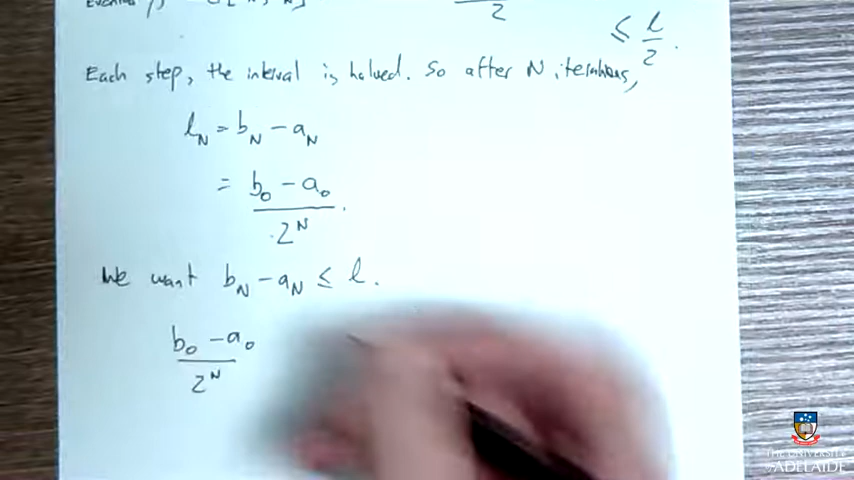 2
≤ l/2 .
Each step, the interval is halved. So after N iterations,
l_N = b_N - a_N
= (b_0 - a_0) / 2^N .
We want b_N - a_N ≤ l.
(b_0 - a_0) / 2^N
THE UNIVERSITY
of ADELAIDE